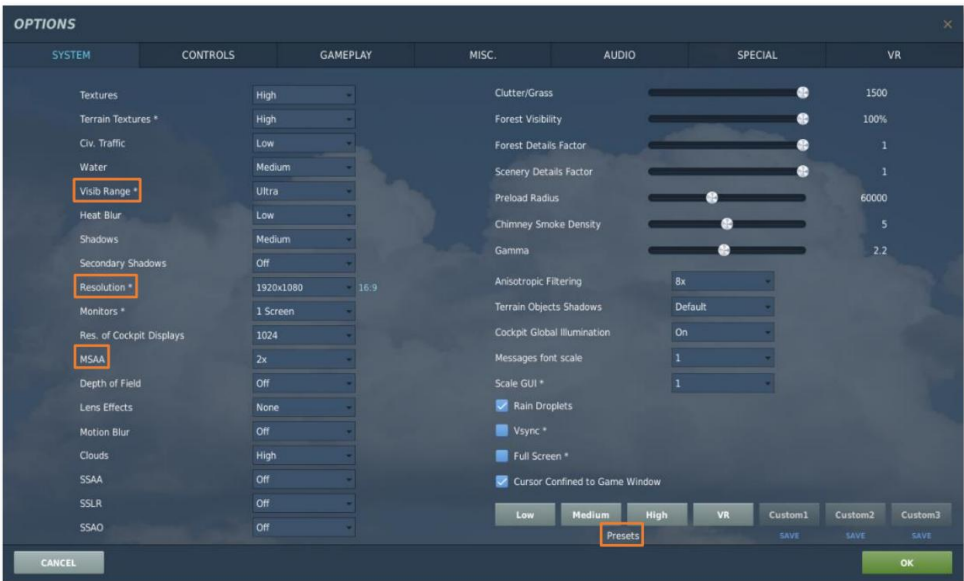 OPTIONS
SYSTEM CONTROLS GAMEPLAY MISC. AUDIO SPECIAL VR
Textures High
Terrain Textures * High
Civ. Traffic Low
Water Medium
Visib Range * Ultra
Heat Blur Low
Shadows Medium
Secondary Shadows Off
Resolution * 1920x1080 16:9
Monitors * 1 Screen
Res. of Cockpit Displays 1024
MSAA 2x
Depth of Field Off
Lens Effects None
Motion Blur Off
Clouds High
SSAA Off
SSLR Off
SSAO Off
Clutter/Grass 1500
Forest Visibility 100%
Forest Details Factor 1
Scenery Details Factor 1
Preload Radius 60000
Chimney Smoke Density 5
Gamma 2.2
Anisotropic Filtering 8x
Terrain Objects Shadows Default
Cockpit Global Illumination On
Messages font scale 1
Scale GUI * 1
Rain Droplets
Vsync *
Full Screen *
Cursor Confined to Game Window
Low Medium High VR Custom1 Custom2 Custom3
Presets SAVE SAVE SAVE
CANCEL OK